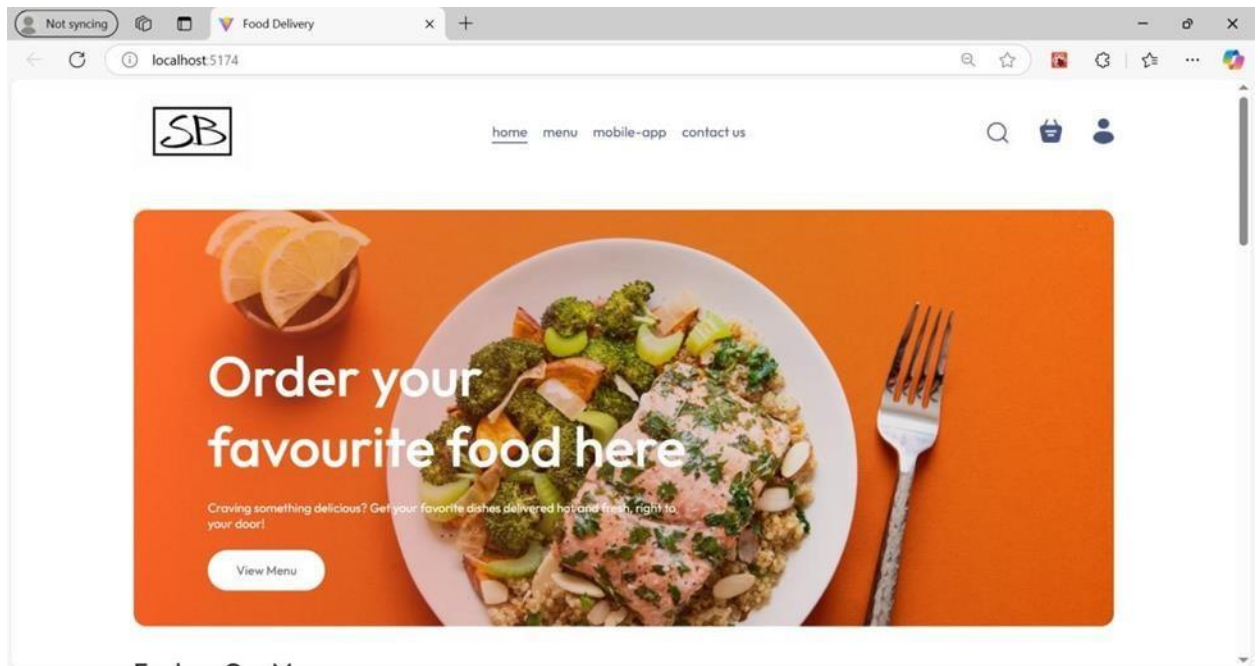 Not syncing
Food Delivery
localhost:5174
SB
home menu mobile-app contact us
Order your
favourite food here
Craving something delicious? Get your favorite dishes delivered hot and fresh, right to
your door!
View Menu